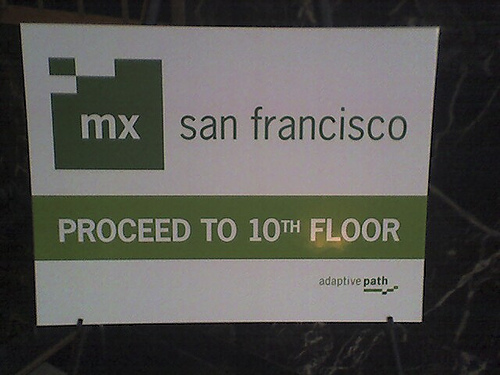 mx san francisco
PROCEED TO 10TH FLOOR
adaptive path